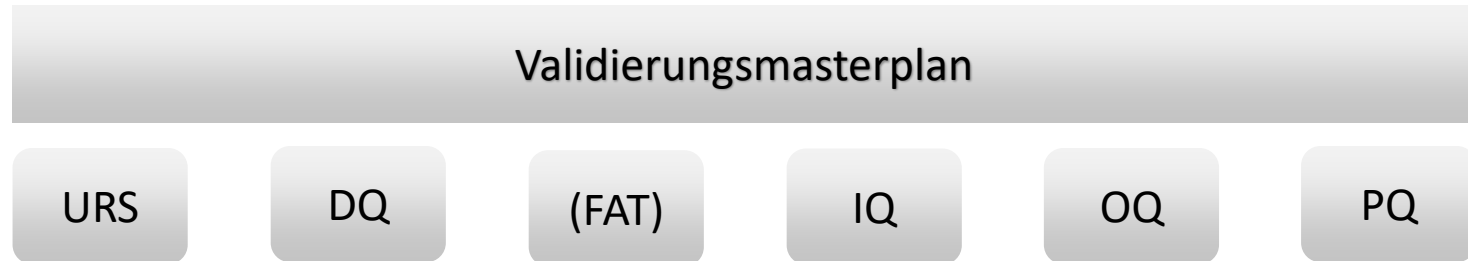 Validierungsmasterplan
URS DQ (FAT) IQ OQ PQ